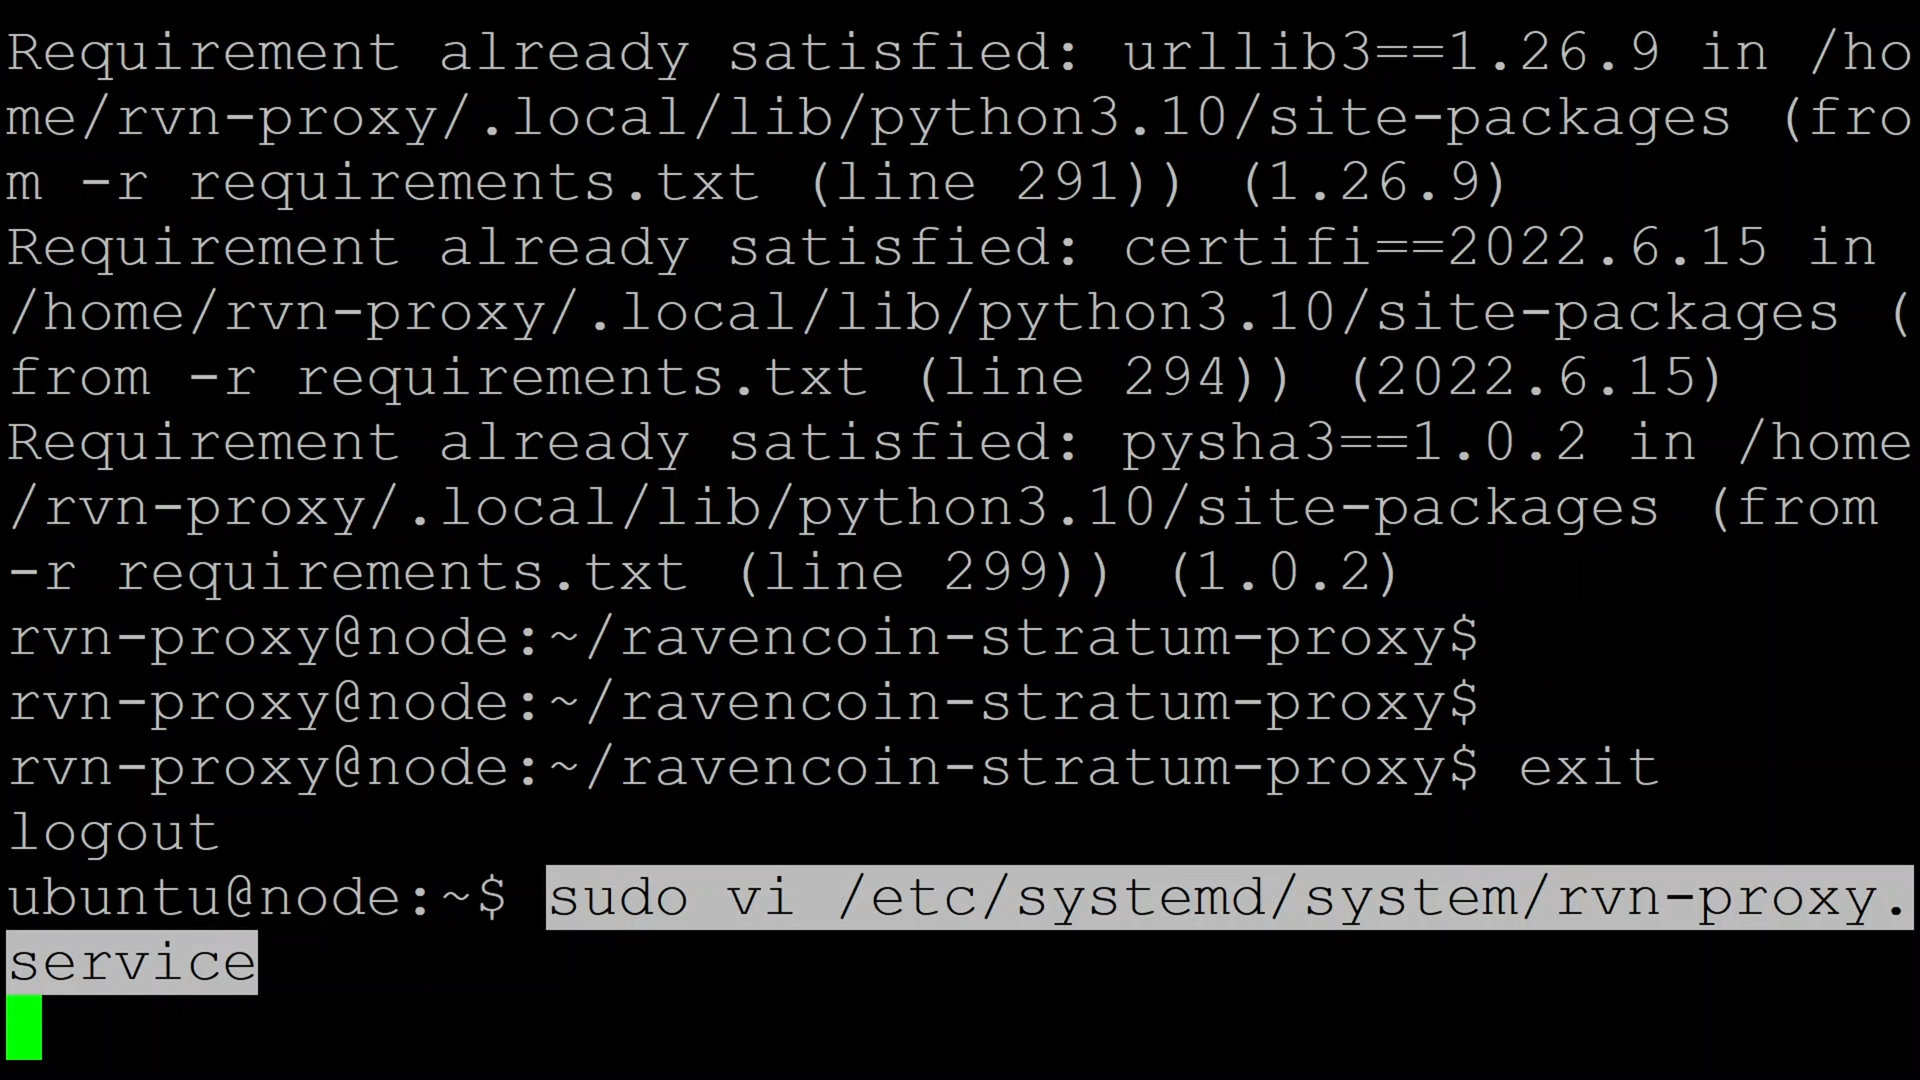 Requirement already satisfied: urllib3==1.26.9 in /ho
me/rvn-proxy/.local/lib/python3.10/site-packages (fro
m -r requirements.txt (line 291)) (1.26.9)
Requirement already satisfied: certifi==2022.6.15 in
/home/rvn-proxy/.local/lib/python3.10/site-packages (
from -r requirements.txt (line 294)) (2022.6.15)
Requirement already satisfied: pysha3==1.0.2 in /home
/rvn-proxy/.local/lib/python3.10/site-packages (from
-r requirements.txt (line 299)) (1.0.2)
rvn-proxy@node:~/ravencoin-stratum-proxy$
rvn-proxy@node:~/ravencoin-stratum-proxy$
rvn-proxy@node:~/ravencoin-stratum-proxy$ exit
logout
ubuntu@node:~$ sudo vi /etc/systemd/system/rvn-proxy.
service